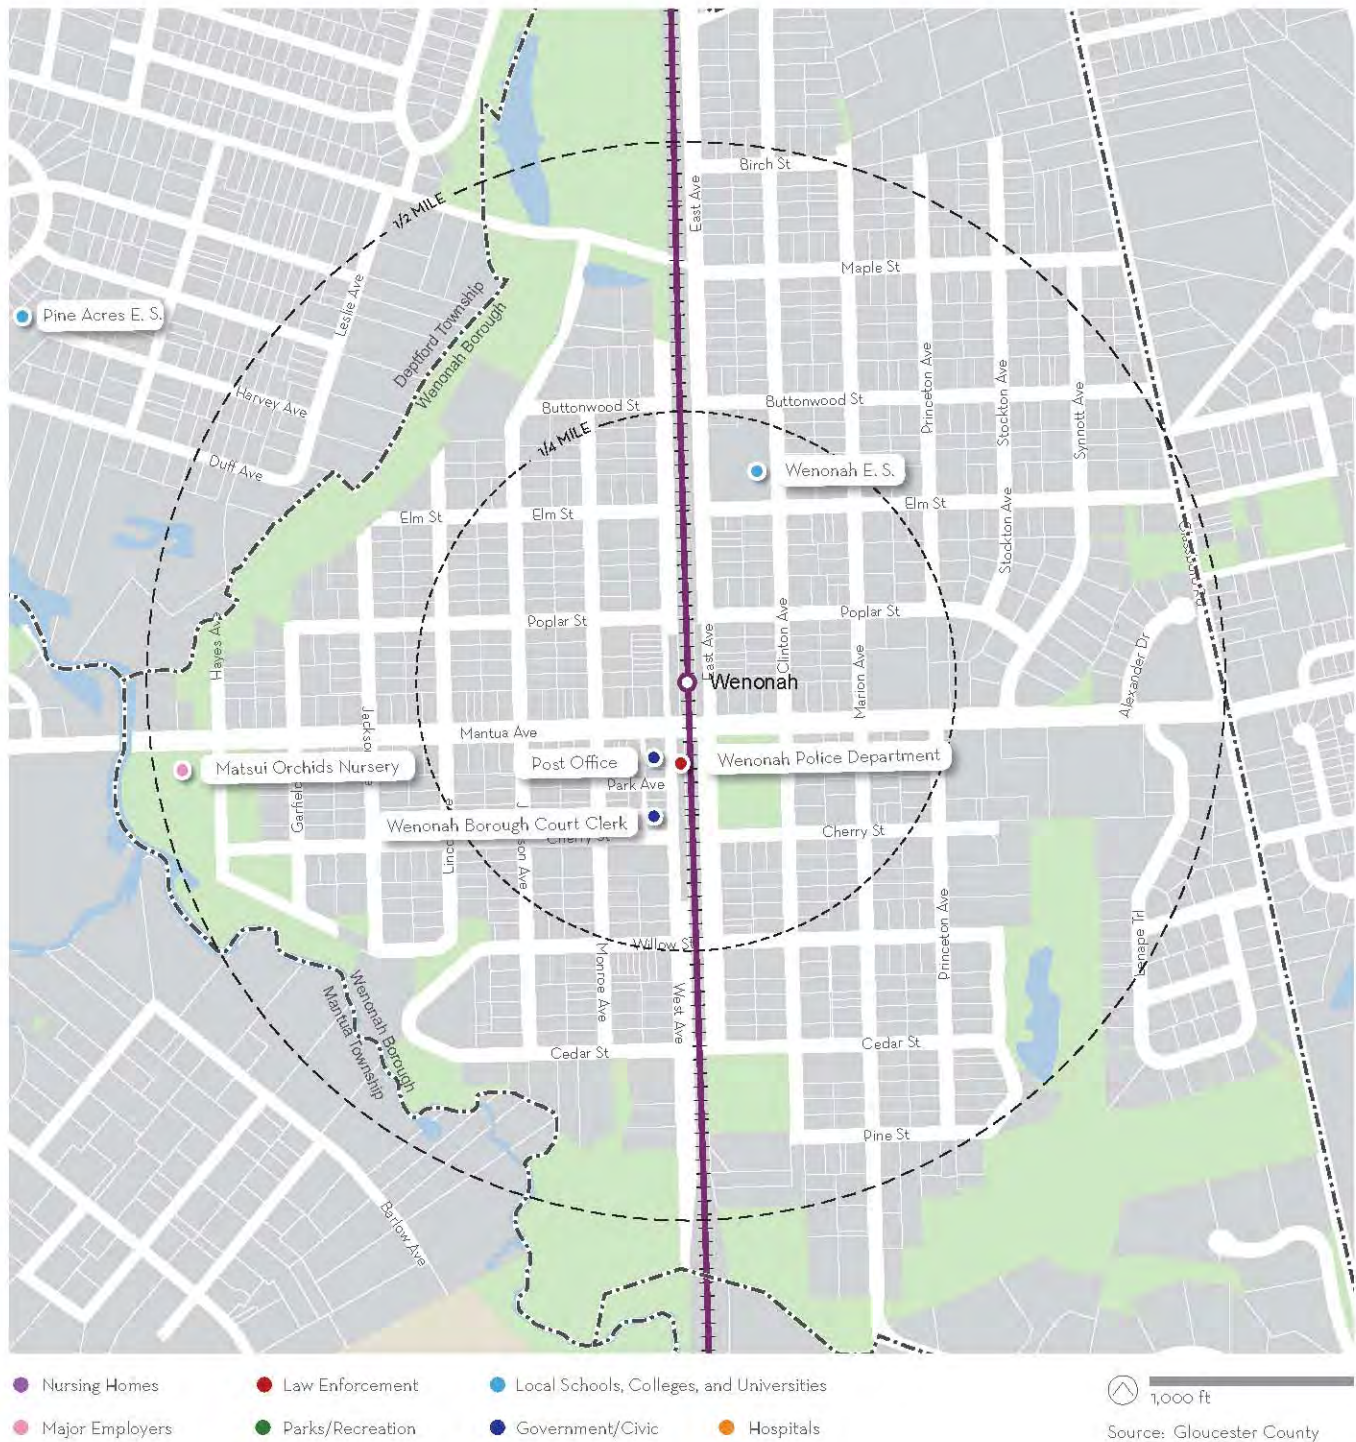 Birch St
East Ave
1/2 MILE
Maple St
Leslie Ave
Pine Acres E. S.
Deptford Township
Wenonah Borough
Princeton Ave
Stockton Ave
Synnott Ave
Harvey Ave
Buttonwood St
Buttonwood St
1/4 MILE
Duff Ave
Wenonah E. S.
Elm St
Elm St
Elm St
Stockton Ave
Poplar St
Poplar St
Hayes Av
East Ave
Clinton Ave
Marion Ave
Alexander Dr
Wenonah
Mantua Ave
Matsui Orchids Nursery
Post Office
Wenonah Police Department
Park Ave
Garfield
Wenonah Borough Court Clerk
Cherry St
Cherry St
Willow St
Monroe Ave
West Ave
Princeton Ave
Lenape Trl
Wenonah Borough
Mantua Township
Cedar St
Cedar St
Pine St
Barlow Ave
Nursing Homes
Law Enforcement
Local Schools, Colleges, and Universities
1,000 ft
Major Employers
Parks/Recreation
Government/Civic
Hospitals
Source: Gloucester County